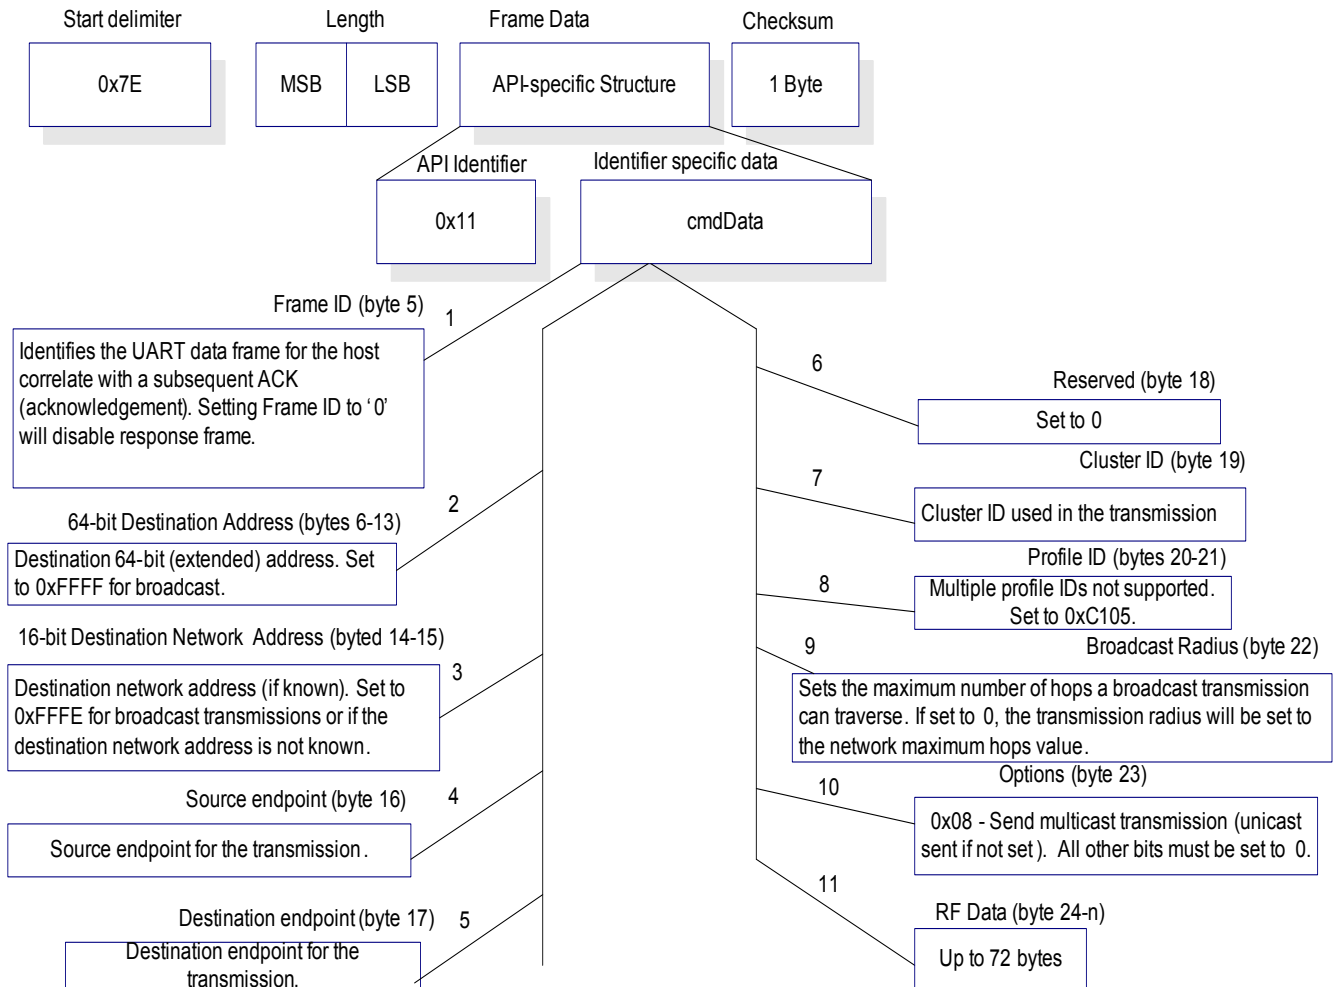 Start delimiter
Length
Frame Data
Checksum
0x7E
MSB
LSB
API-specific Structure
1 Byte
API Identifier
Identifier specific data
0x11
cmdData
Frame ID (byte 5)
1
Identifies the UART data frame for the host
correlate with a subsequent ACK
(acknowledgement). Setting Frame ID to ‘0’
will disable response frame.
2
64-bit Destination Address (bytes 6-13)
Destination 64-bit (extended) address. Set
to 0xFFFF for broadcast.
16-bit Destination Network Address (byted 14-15)
3
Destination network address (if known). Set to
0xFFFE for broadcast transmissions or if the
destination network address is not known.
Source endpoint (byte 16)
4
Source endpoint for the transmission.
Destination endpoint (byte 17)
5
Destination endpoint for the
transmission.
6
Reserved (byte 18)
Set to 0
Cluster ID (byte 19)
7
Cluster ID used in the transmission
Profile ID (bytes 20-21)
8
Multiple profile IDs not supported.
Set to 0xC105.
9
Broadcast Radius (byte 22)
Sets the maximum number of hops a broadcast transmission
can traverse. If set to 0, the transmission radius will be set to
the network maximum hops value.
Options (byte 23)
10
0x08 - Send multicast transmission (unicast
sent if not set). All other bits must be set to 0.
11
RF Data (byte 24-n)
Up to 72 bytes